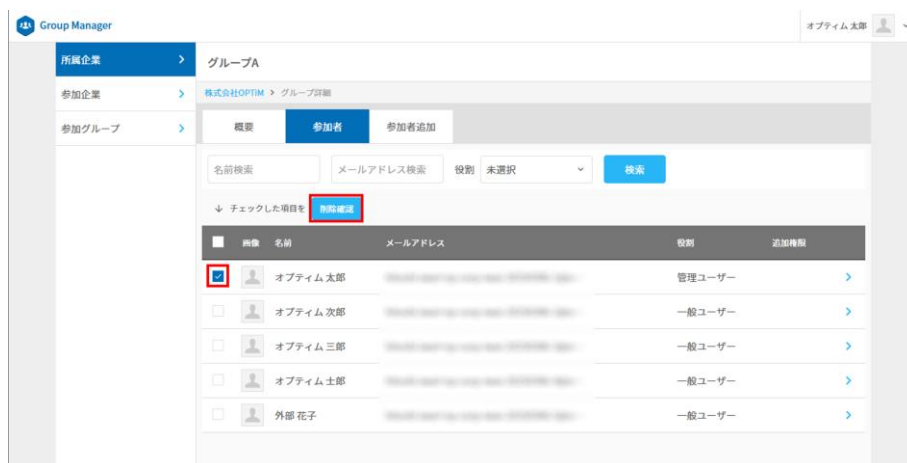 Group Manager
オプティム 太郎
所属企業
参加企業
参加グループ
グループA
株式会社OPTiM > グループ詳細
概要 参加者 参加者追加
名前検索 メールアドレス検索 役割 未選択 検索
↓ チェックした項目を 削除確認
画像 名前 メールアドレス 役割 追加権限
オプティム 太郎 管理ユーザー
オプティム 次郎 一般ユーザー
オプティム 三郎 一般ユーザー
オプティム 士郎 一般ユーザー
外部 花子 一般ユーザー